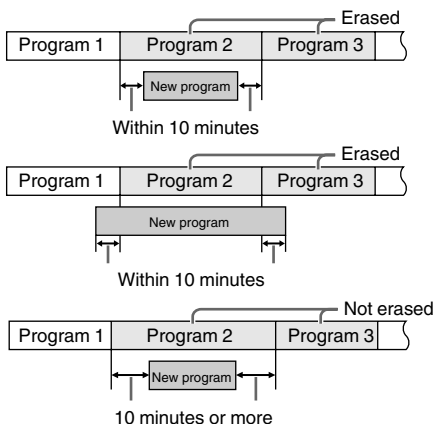 Erased
Program 1 Program 2 Program 3
New program
Within 10 minutes
Erased
Program 1 Program 2 Program 3
New program
Within 10 minutes
Not erased
Program 1 Program 2 Program 3
New program
10 minutes or more